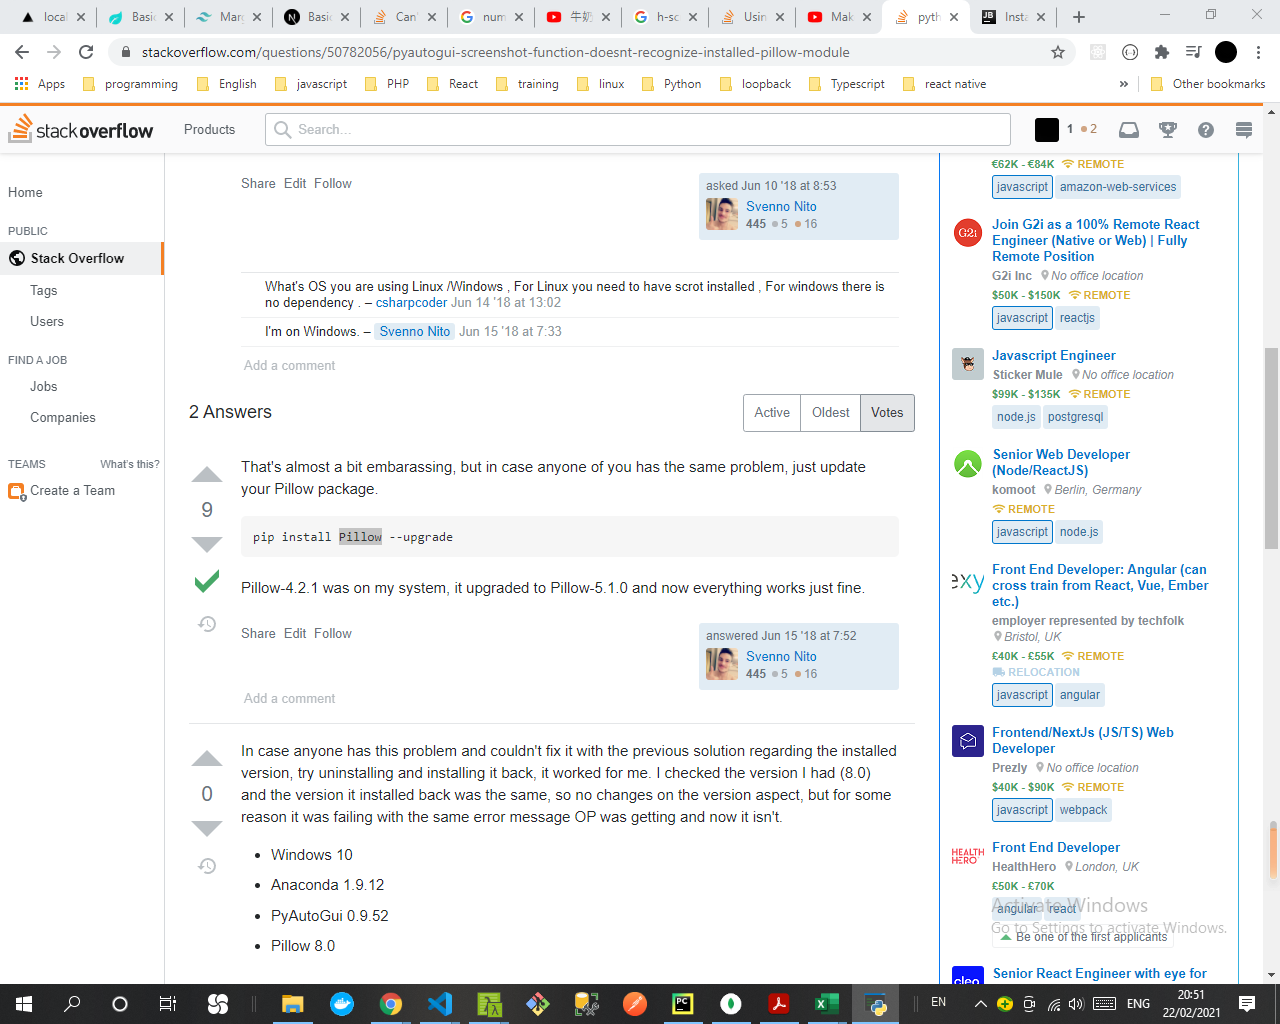 local
Basic
Marg
Basic
Can'
num
牛奶
h-sc
Usin
Mak
pyth
Insta
stackoverflow.com/questions/50782056/pyautogui-screenshot-function-doesnt-recognize-installed-pillow-module
Apps programming English javascript PHP React training linux Python loopback Typescript react native » Other bookmarks
stackoverflow Products Search... 1 2
Home
PUBLIC
Stack Overflow
Tags
Users
FIND A JOB
Jobs
Companies
TEAMS What's this?
Create a Team
Share Edit Follow
asked Jun 10 '18 at 8:53
Svenno Nito
445 5 16
What's OS you are using Linux /Windows , For Linux you need to have scrot installed , For windows there is
no dependency . – csharpcoder Jun 14 '18 at 13:02
I'm on Windows. – Svenno Nito Jun 15 '18 at 7:33
Add a comment
2 Answers
Active Oldest Votes
That's almost a bit embarassing, but in case anyone of you has the same problem, just update
your Pillow package.
9
pip install Pillow --upgrade
Pillow-4.2.1 was on my system, it upgraded to Pillow-5.1.0 and now everything works just fine.
Share Edit Follow
answered Jun 15 '18 at 7:52
Svenno Nito
445 5 16
Add a comment
In case anyone has this problem and couldn't fix it with the previous solution regarding the installed
version, try uninstalling and installing it back, it worked for me. I checked the version I had (8.0)
and the version it installed back was the same, so no changes on the version aspect, but for some
reason it was failing with the same error message OP was getting and now it isn't.
0
• Windows 10
• Anaconda 1.9.12
• PyAutoGui 0.9.52
• Pillow 8.0
€62K - €84K REMOTE
javascript amazon-web-services
G2i
Join G2i as a 100% Remote React
Engineer (Native or Web) | Fully
Remote Position
G2i Inc No office location
$50K - $150K REMOTE
javascript reactjs
Javascript Engineer
Sticker Mule No office location
$99K - $135K REMOTE
node.js postgresql
Senior Web Developer
(Node/ReactJS)
komoot Berlin, Germany
REMOTE
javascript node.js
exy
Front End Developer: Angular (can
cross train from React, Vue, Ember
etc.)
employer represented by techfolk
Bristol, UK
£40K - £55K REMOTE
RELOCATION
javascript angular
Frontend/NextJs (JS/TS) Web
Developer
Prezly No office location
$40K - $90K REMOTE
javascript webpack
HEALTH
HERO
Front End Developer
HealthHero London, UK
£50K - £70K
angular react
Activate Windows
Go to Settings to activate Windows.
Be one of the first applicants
cleo
Senior React Engineer with eye for
EN
ENG
20:51
22/02/2021